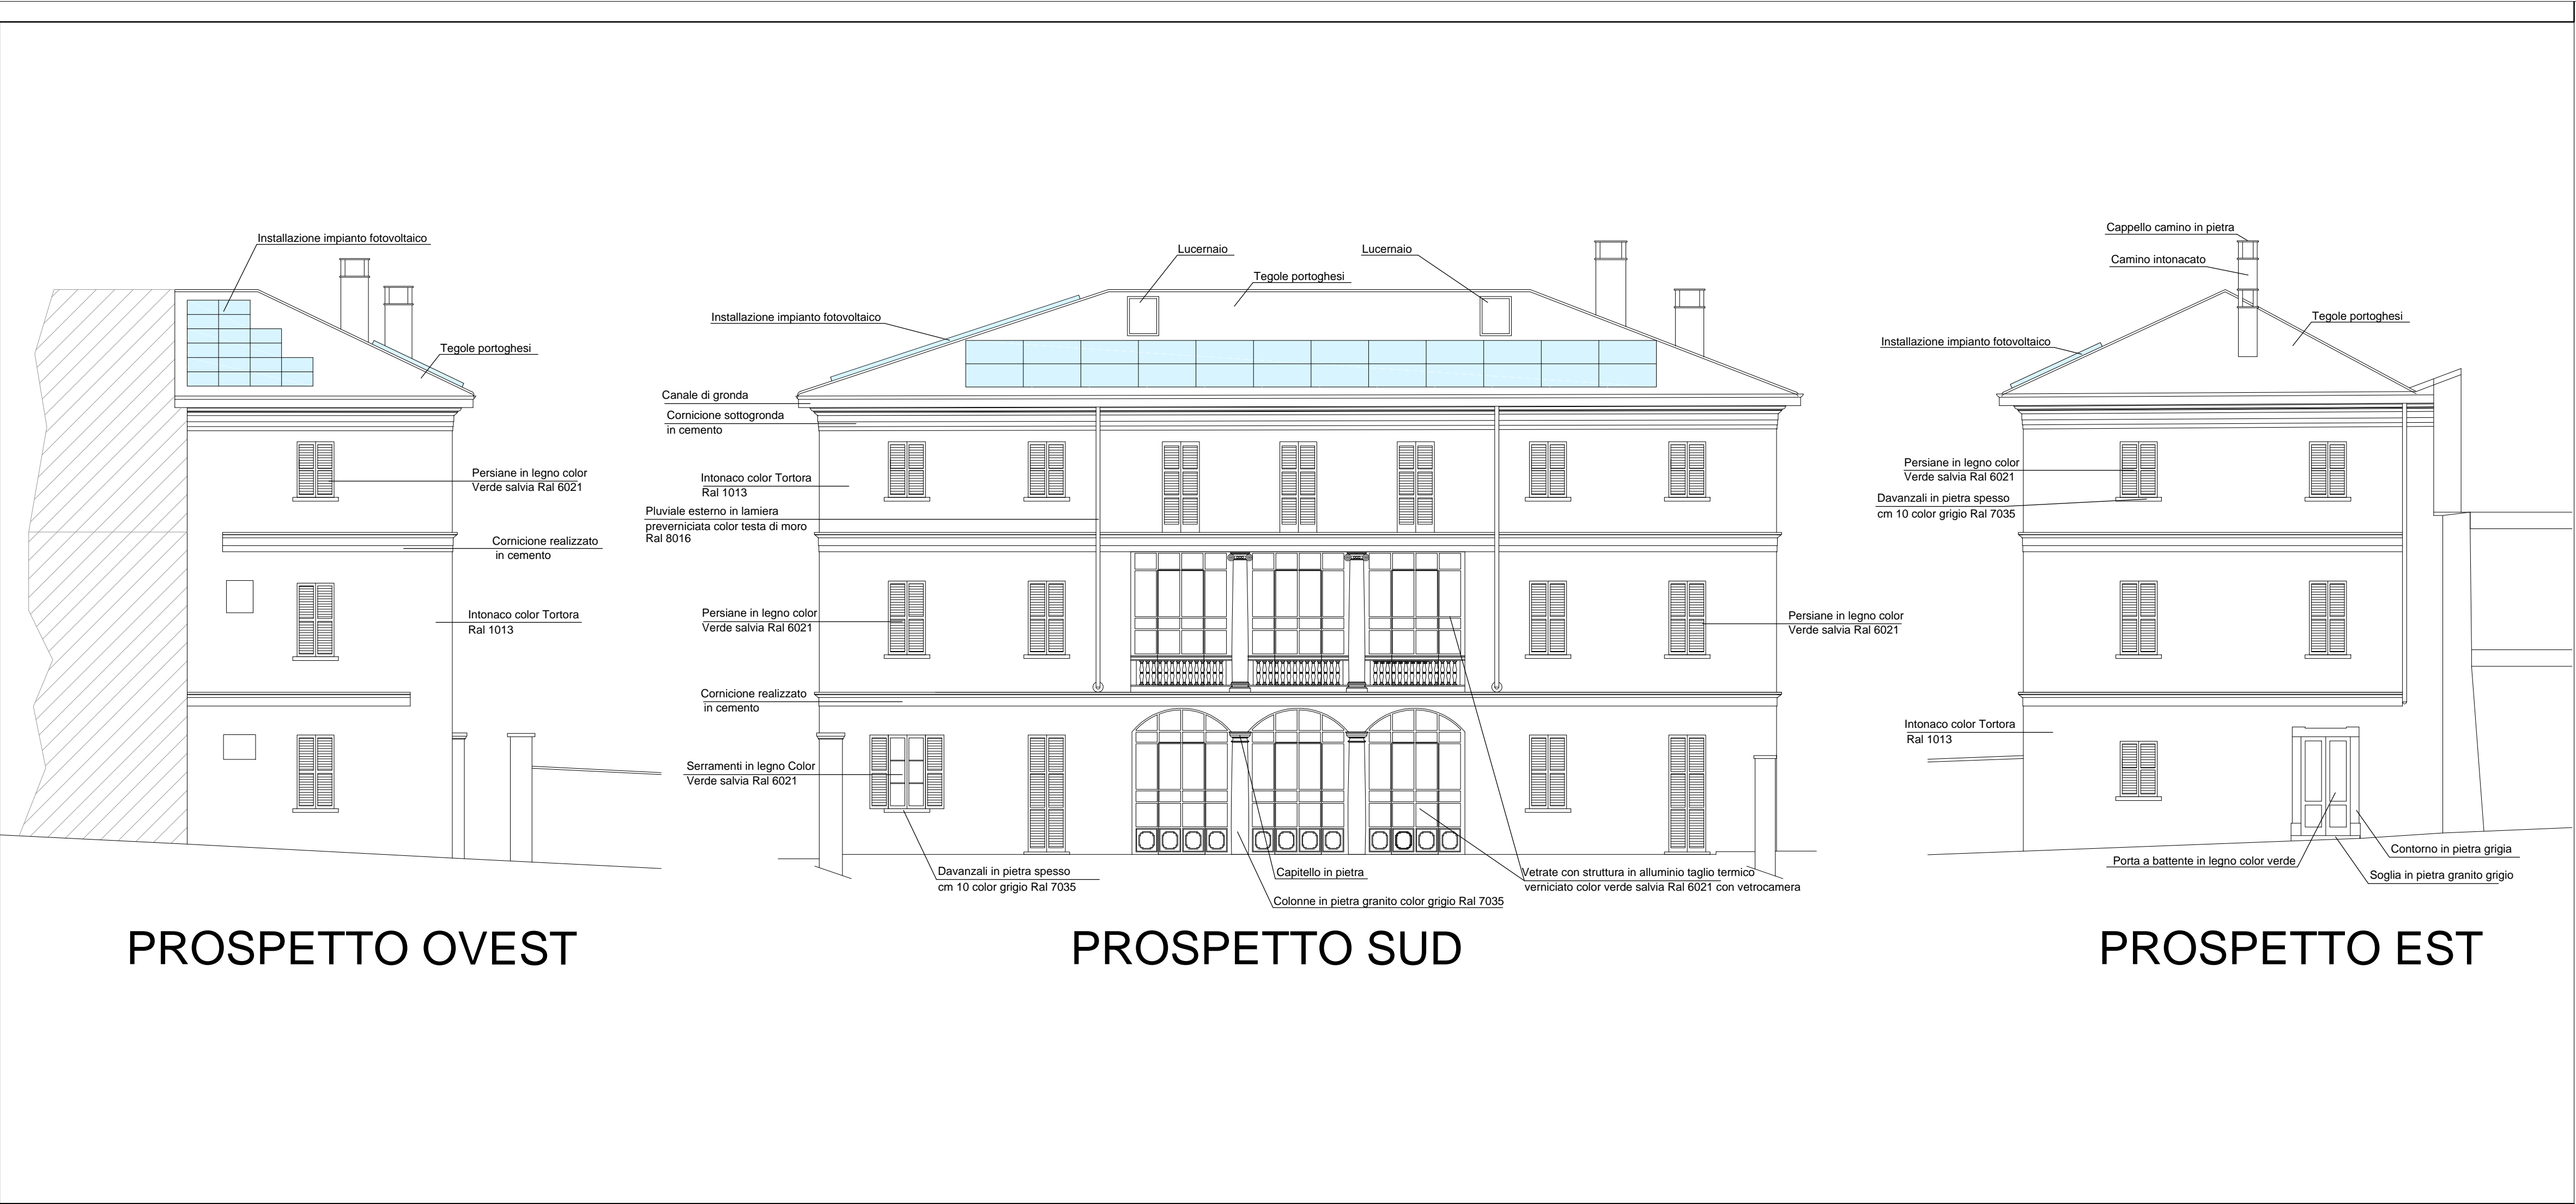 Installazione impianto fotovoltaico
Tegole portoghesi
Persiane in legno color
Verde salvia Ral 6021
Cornicione realizzato
in cemento
Intonaco color Tortora
Ral 1013
PROSPETTO OVEST
Lucernaio
Lucernaio
Tegole portoghesi
Installazione impianto fotovoltaico
Canale di gronda
Cornicione sottogronda
in cemento
Intonaco color Tortora
Ral 1013
Pluviale esterno in lamiera
preverniciata color testa di moro
Ral 8016
Persiane in legno color
Verde salvia Ral 6021
Persiane in legno color
Verde salvia Ral 6021
Cornicione realizzato
in cemento
Serramenti in legno Color
Verde salvia Ral 6021
Davanzali in pietra spesso
cm 10 color grigio Ral 7035
Capitello in pietra
Colonne in pietra granito color grigio Ral 7035
Vetrate con struttura in alluminio taglio termico
verniciato color verde salvia Ral 6021 con vetrocamera
PROSPETTO SUD
Cappello camino in pietra
Camino intonacato
Tegole portoghesi
Installazione impianto fotovoltaico
Persiane in legno color
Verde salvia Ral 6021
Davanzali in pietra spesso
cm 10 color grigio Ral 7035
Intonaco color Tortora
Ral 1013
Contorno in pietra grigia
Porta a battente in legno color verde
Soglia in pietra granito grigio
PROSPETTO EST